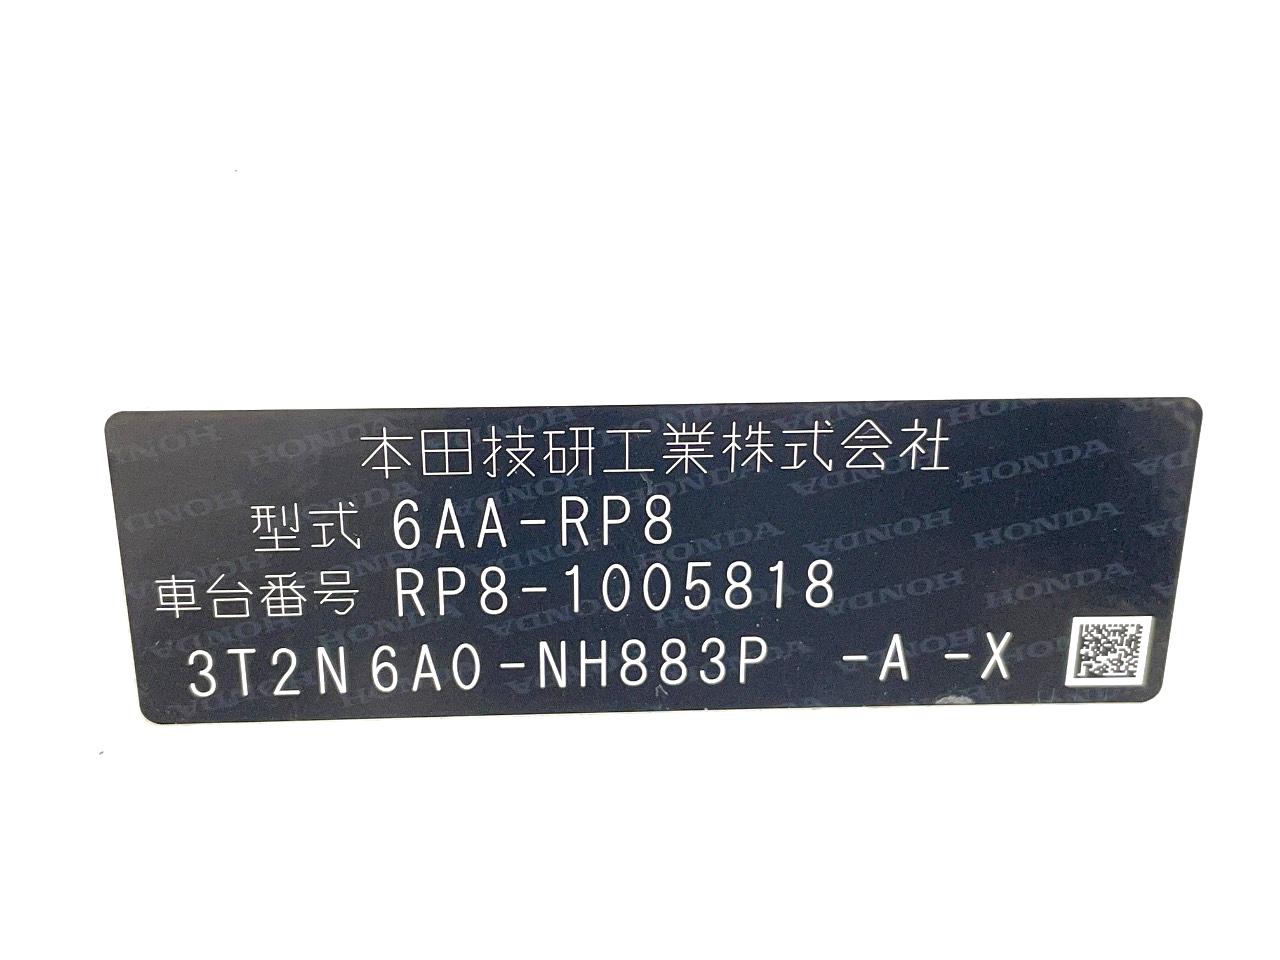 本田技研工業株式会社
型式 6AA-RP8
車台番号 RP8-1005818
3T2N6A0-NH883P -A -X